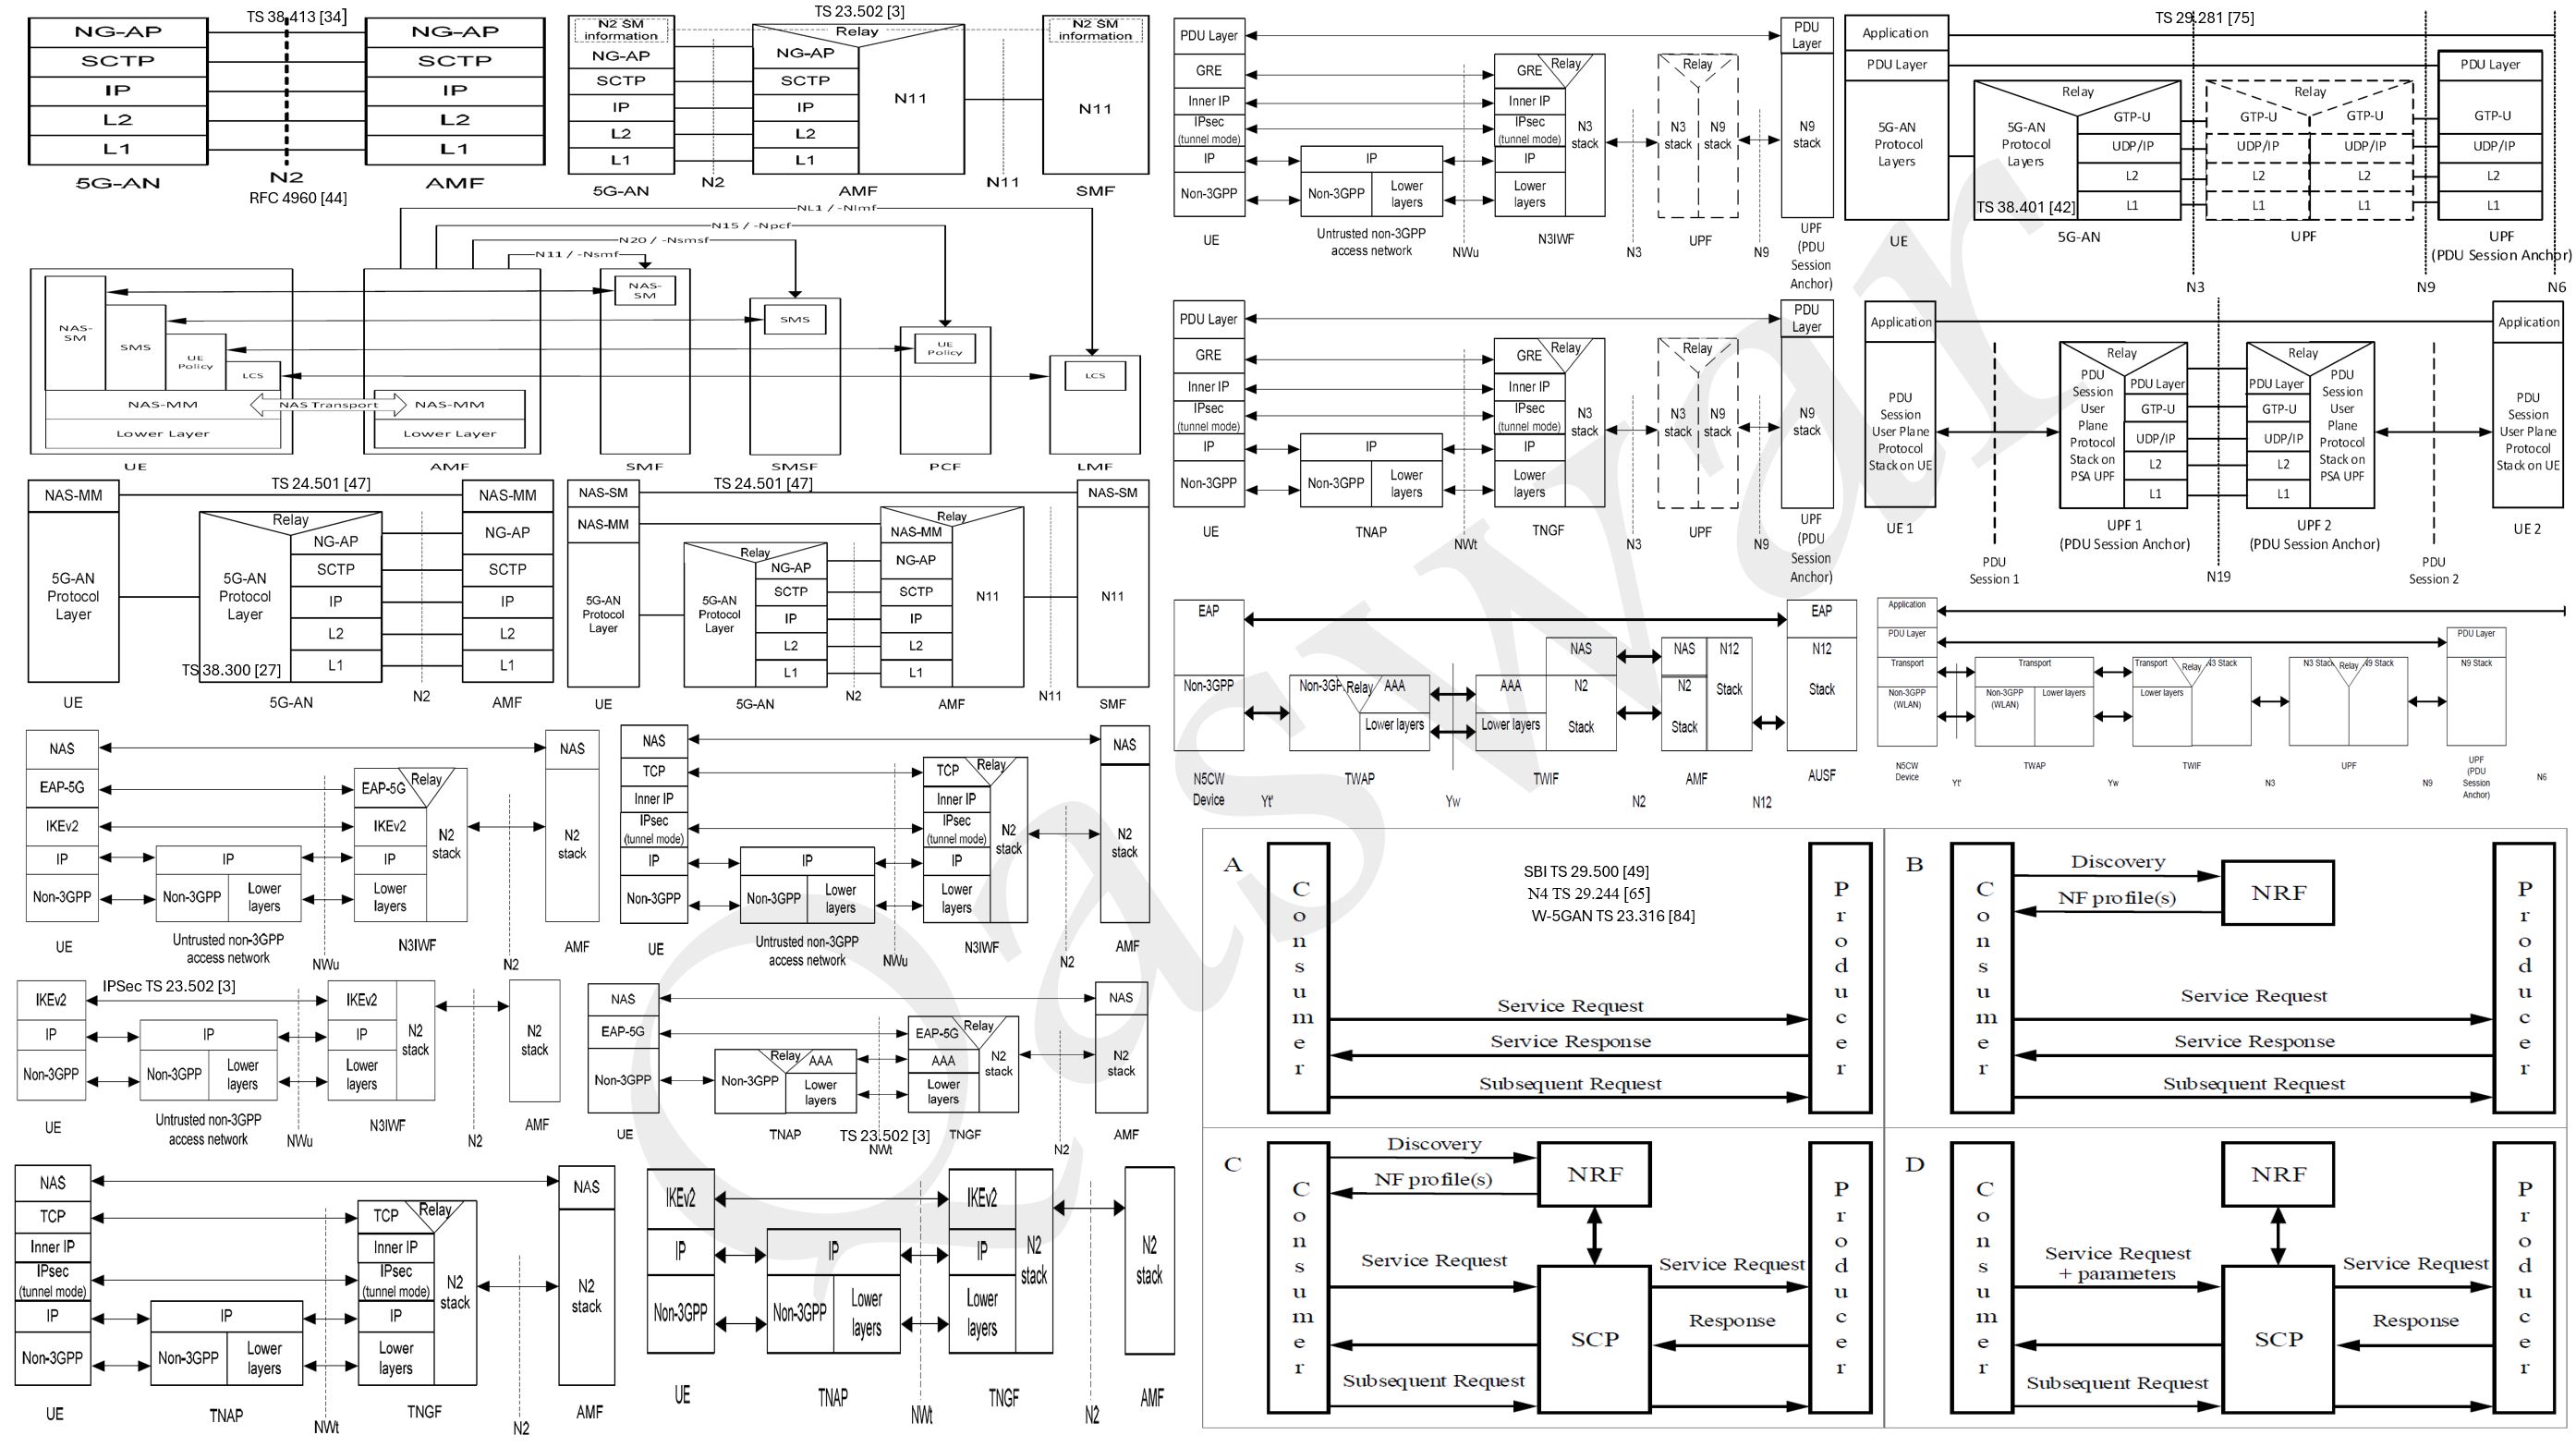 TS 38.413 [34]
NG-AP
NG-AP
SCTP
SCTP
IP
IP
L2
L2
L1
L1
5G-AN
N2
AMF
RFC 4960 [44]
TS 23.502 [3]
N2 SM
information
Relay
N2 SM
information
NG-AP
NG-AP
SCTP
SCTP
IP
IP
L2
L2
L1
L1
N11
N11
5G-AN
N2
AMF
N11
SMF
NL1 / -Nlmf
N15 / -Npcf
N20 / -Nsmsf
N11 / -Nsmf
NAS-
SM
SMS
UE
Policy
LCS
NAS-MM
Lower Layer
NAS Transport
NAS-MM
Lower Layer
NAS-
SM
SMS
UE
Policy
LCS
UE
AMF
SMF
SMSF
PCF
LMF
TS 24.501 [47]
NAS-MM
NAS-MM
Relay
5G-AN
Protocol
Layer
5G-AN
Protocol
Layer
NG-AP
NG-AP
SCTP
SCTP
IP
IP
L2
L2
L1
L1
TS 38.300 [27]
UE
5G-AN
N2
AMF
TS 24.501 [47]
NAS-SM
NAS-SM
NAS-MM
Relay
NAS-MM
Relay
5G-AN
Protocol
Layer
5G-AN
Protocol
Layer
NG-AP
NG-AP
SCTP
SCTP
IP
IP
L2
L2
L1
L1
N11
N11
UE
5G-AN
N2
AMF
N11
SMF
NAS
NAS
EAP-5G
EAP-5G
Relay
IKEv2
IKEv2
IP
IP
IP
Non-3GPP
Non-3GPP
Lower
layers
Lower
layers
N2
stack
N2
stack
UE
Untrusted non-3GPP
access network
NWu
N3IWF
N2
AMF
NAS
NAS
TCP
TCP
Relay
Inner IP
Inner IP
IPsec
(tunnel mode)
IPsec
(tunnel mode)
IP
IP
IP
Non-3GPP
Non-3GPP
Lower
layers
Lower
layers
N2
stack
N2
stack
UE
Untrusted non-3GPP
access network
NWu
N3IWF
N2
AMF
IPSec TS 23.502 [3]
IKEv2
IKEv2
IP
IP
IP
Non-3GPP
Non-3GPP
Lower
layers
Lower
layers
N2
stack
N2
stack
UE
Untrusted non-3GPP
access network
NWu
N3IWF
N2
AMF
NAS
NAS
EAP-5G
EAP-5G
Relay
Non-3GPP
Non-3GPP
Relay
AAA
AAA
Lower
layers
Lower
layers
N2
stack
N2
stack
UE
TNAP
TS 23.502 [3]
NWt
TNGF
N2
AMF
NAS
NAS
TCP
TCP
Relay
Inner IP
Inner IP
IPsec
(tunnel mode)
IPsec
(tunnel mode)
IP
IP
IP
Non-3GPP
Non-3GPP
Lower
layers
Lower
layers
N2
stack
N2
stack
UE
TNAP
NWt
TNGF
N2
AMF
IKEv2
IKEv2
IP
IP
IP
Non-3GPP
Non-3GPP
Lower
layers
Lower
layers
N2
stack
N2
stack
UE
TNAP
NWt
TNGF
N2
AMF
PDU Layer
PDU
Layer
GRE
GRE
Relay
Relay
Inner IP
Inner IP
IPsec
(tunnel mode)
IPsec
(tunnel mode)
IP
IP
IP
Non-3GPP
Non-3GPP
Lower
layers
Lower
layers
N3
stack
N3
stack
N9
stack
N9
stack
UE
Untrusted non-3GPP
access network
NWu
N3IWF
N3
UPF
N9
UPF
(PDU
Session
Anchor)
PDU Layer
PDU
Layer
GRE
GRE
Relay
Relay
Inner IP
Inner IP
IPsec
(tunnel mode)
IPsec
(tunnel mode)
IP
IP
IP
Non-3GPP
Non-3GPP
Lower
layers
Lower
layers
N3
stack
N3
stack
N9
stack
N9
stack
UE
TNAP
NWt
TNGF
N3
UPF
N9
UPF
(PDU
Session
Anchor)
EAP
EAP
NAS
NAS
N12
N12
Non-3GPP
Non-3GP
Relay
AAA
AAA
N2
N2
Stack
Stack
Lower layers
Lower layers
Stack
Stack
N5CW
Device
Yt'
TWAP
Yw
TWIF
N2
AMF
N12
AUSF
TS 29.281 [75]
Application
PDU Layer
PDU Layer
Relay
Relay
5G-AN
Protocol
Layers
5G-AN
Protocol
Layers
GTP-U
GTP-U
GTP-U
GTP-U
UDP/IP
UDP/IP
UDP/IP
UDP/IP
L2
L2
L2
L2
L1
L1
L1
L1
TS 38.401 [42]
UE
5G-AN
UPF
UPF
(PDU Session Anchor)
N3
N9
N6
Application
Application
PDU
Session
User Plane
Protocol
Stack on UE
Relay
PDU
Session
User
Plane
Protocol
Stack on
PSA UPF
PDU Layer
GTP-U
UDP/IP
L2
L1
Relay
PDU Layer
GTP-U
UDP/IP
L2
L1
PDU
Session
User
Plane
Protocol
Stack on
PSA UPF
PDU
Session
User Plane
Protocol
Stack on UE
UE 1
UPF 1
(PDU Session Anchor)
UPF 2
(PDU Session Anchor)
UE 2
PDU
Session 1
N19
PDU
Session 2
Application
PDU Layer
PDU Layer
Transport
Transport
Transport
Relay
N3 Stack
N3 Stack
Relay
N9 Stack
N9 Stack
Non-3GPP
(WLAN)
Non-3GPP
(WLAN)
Lower layers
Lower layers
N5CW
Device
Yt'
TWAP
Yw
TWIF
N3
UPF
N9
UPF
(PDU
Session
Anchor)
N6
A
Consumer
SBI TS 29.500 [49]
N4 TS 29.244 [65]
W-5GAN TS 23.316 [84]
Service Request
Service Response
Subsequent Request
Producer
B
Consumer
Discovery
NF profile(s)
NRF
Service Request
Service Response
Subsequent Request
Producer
C
Consumer
Discovery
NF profile(s)
NRF
Service Request
Service Request
SCP
Response
Subsequent Request
Producer
D
Consumer
NRF
Service Request
+ parameters
Service Request
SCP
Response
Subsequent Request
Producer
Qaswar